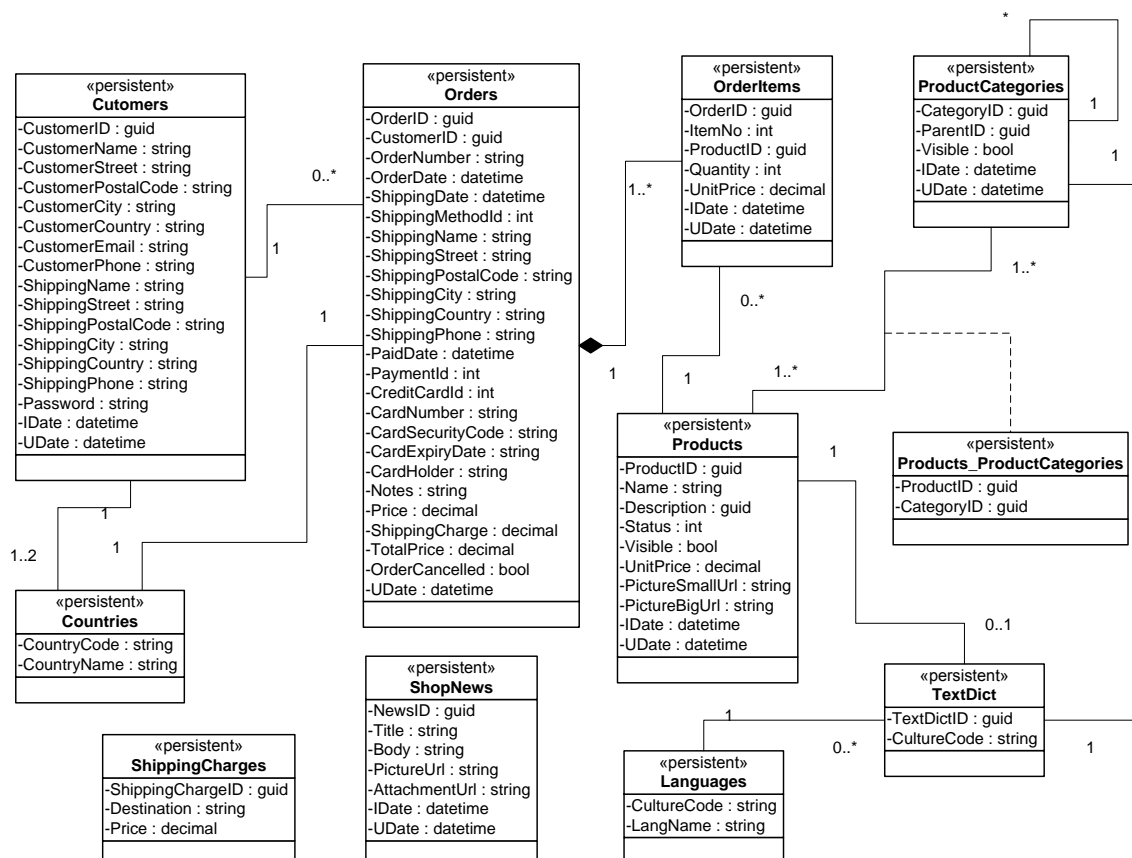 «persistent»
Cutomers
-CustomerID : guid
-CustomerName : string
-CustomerStreet : string
-CustomerPostalCode : string
-CustomerCity : string
-CustomerCountry : string
-CustomerEmail : string
-CustomerPhone : string
-ShippingName : string
-ShippingStreet : string
-ShippingPostalCode : string
-ShippingCity : string
-ShippingCountry : string
-ShippingPhone : string
-Password : string
-IDate : datetime
-UDate : datetime
0..*
1
1
1
1..2
1
«persistent»
Countries
-CountryCode : string
-CountryName : string
«persistent»
ShippingCharges
-ShippingChargeID : guid
-Destination : string
-Price : decimal
«persistent»
Orders
-OrderID : guid
-CustomerID : guid
-OrderNumber : string
-OrderDate : datetime
-ShippingDate : datetime
-ShippingMethodId : int
-ShippingName : string
-ShippingStreet : string
-ShippingPostalCode : string
-ShippingCity : string
-ShippingCountry : string
-ShippingPhone : string
-PaidDate : datetime
-PaymentId : int
-CreditCardId : int
-CardNumber : string
-CardSecurityCode : string
-CardExpiryDate : string
-CardHolder : string
-Notes : string
-Price : decimal
-ShippingCharge : decimal
-TotalPrice : decimal
-OrderCancelled : bool
-UDate : datetime
«persistent»
ShopNews
-NewsID : guid
-Title : string
-Body : string
-PictureUrl : string
-AttachmentUrl : string
-IDate : datetime
-UDate : datetime
«persistent»
OrderItems
-OrderID : guid
-ItemNo : int
-ProductID : guid
-Quantity : int
-UnitPrice : decimal
-IDate : datetime
-UDate : datetime
1..*
1
0..*
1
«persistent»
Products
-ProductID : guid
-Name : string
-Description : guid
-Status : int
-Visible : bool
-UnitPrice : decimal
-PictureSmallUrl : string
-PictureBigUrl : string
-IDate : datetime
-UDate : datetime
*
«persistent»
ProductCategories
-CategoryID : guid
-ParentID : guid
-Visible : bool
-IDate : datetime
-UDate : datetime
1
1
1..*
1..*
«persistent»
Products_ProductCategories
-ProductID : guid
-CategoryID : guid
1
0..1
«persistent»
TextDict
-TextDictID : guid
-CultureCode : string
1
0..*
1
«persistent»
Languages
-CultureCode : string
-LangName : string